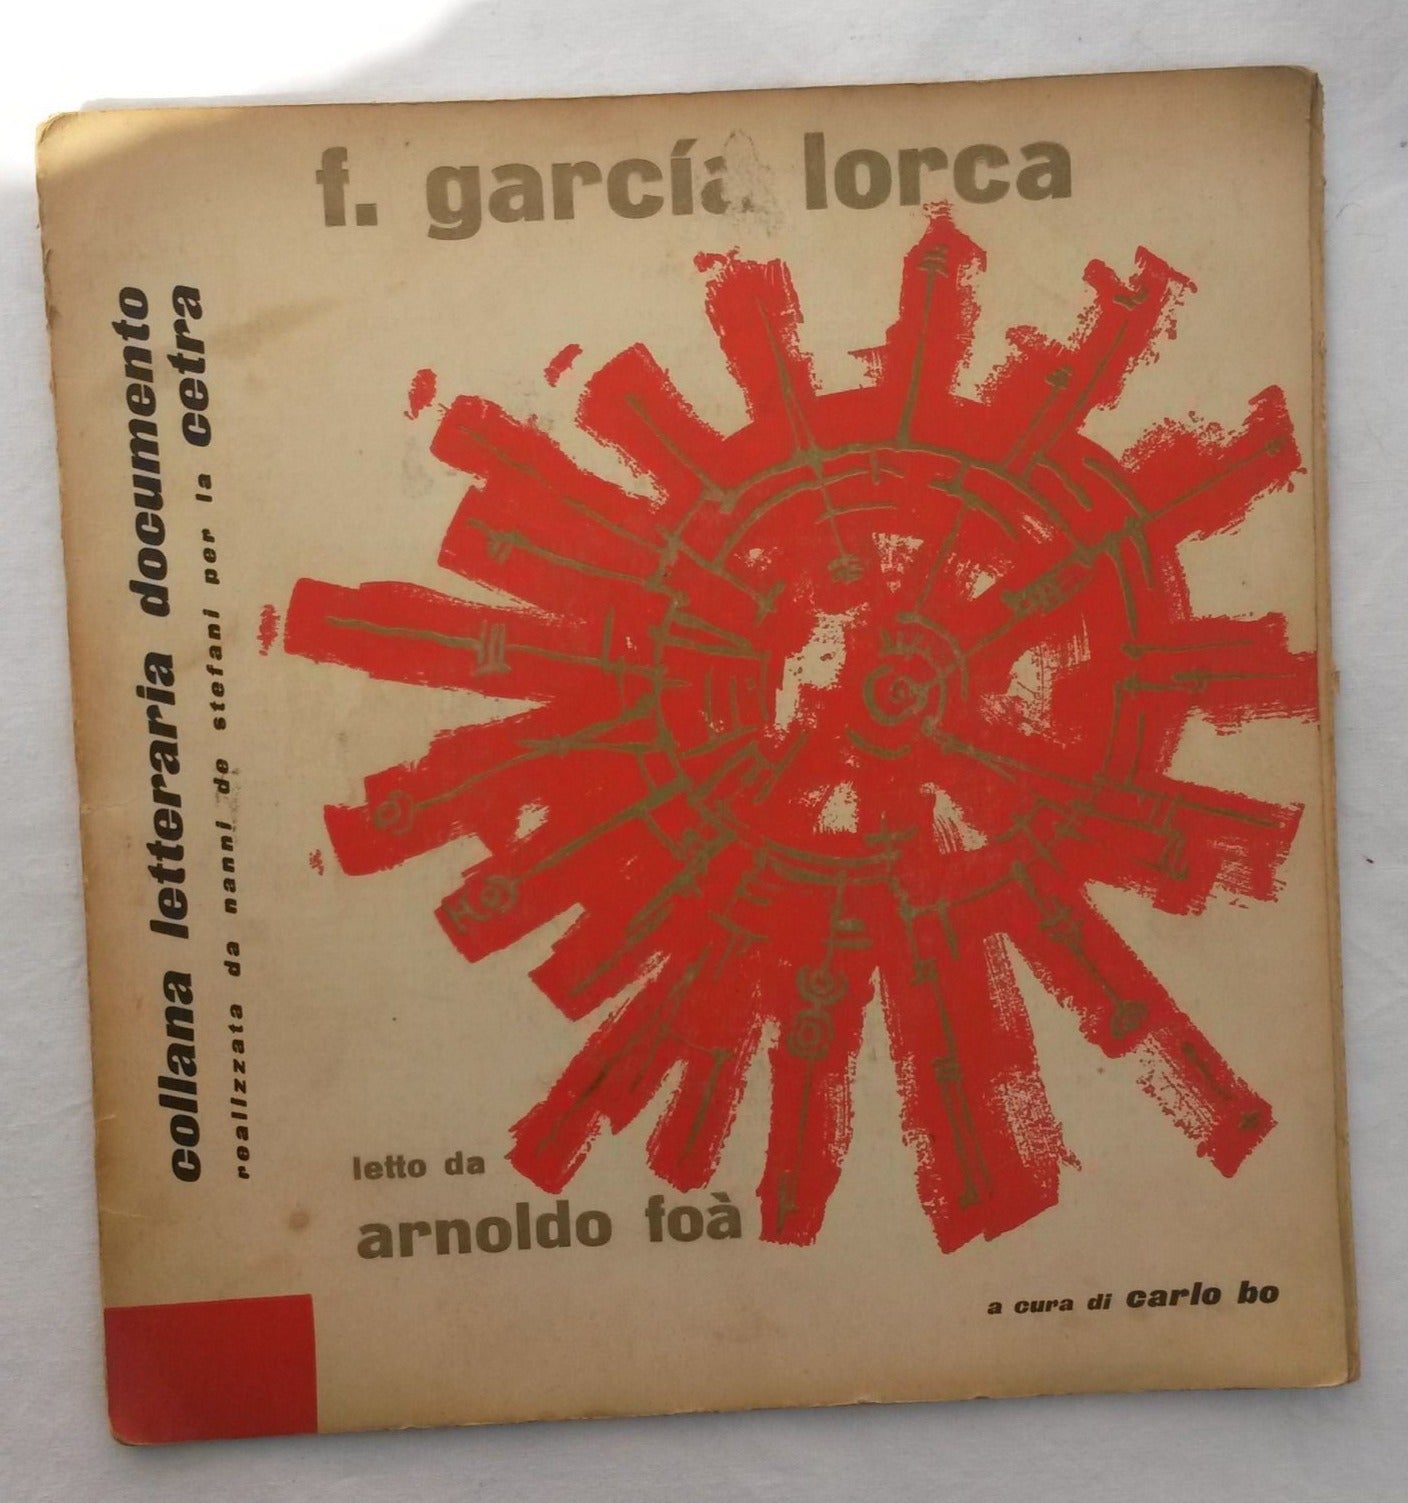 f. garcía lorca
collana letteraria documento
realizzata da nanni de stefani per la cetra
letto da
arnoldo foà
a cura di carlo bo